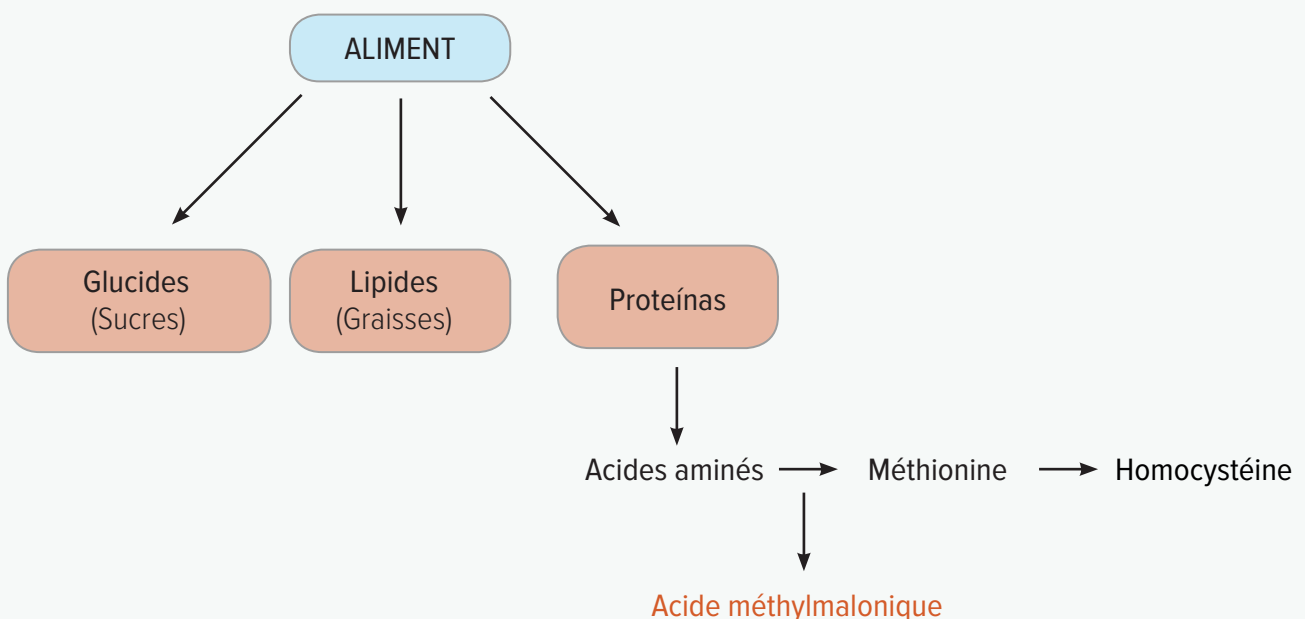 ALIMENT
Glucides
(Sucres)
Lipides
(Graisses)
Proteínas
Acides aminés
Méthionine
Homocystéine
Acide méthylmalonique